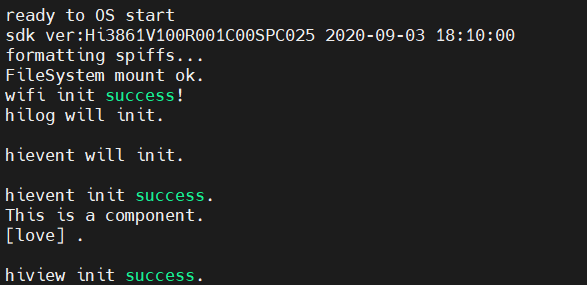 ready to OS start
sdk ver:Hi3861V100R001C00SPC025 2020-09-03 18:10:00
formatting spiffs...
FileSystem mount ok.
wifi init success!
hilog will init.
hievent will init.
hievent init success.
This is a component.
[love] .
hiview init success.